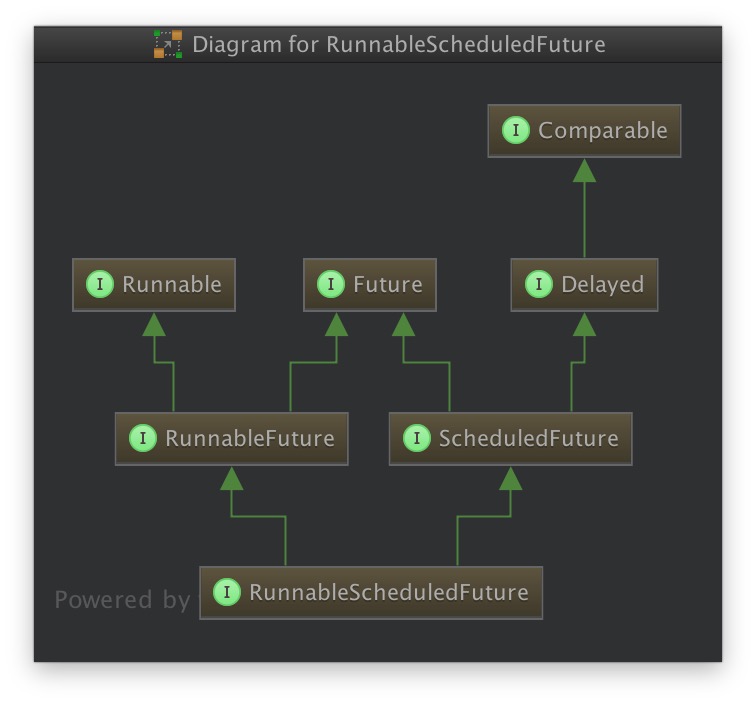 Diagram for RunnableScheduledFuture
I Comparable
I Runnable
I Future
I Delayed
I RunnableFuture
I ScheduledFuture
Powered by
I RunnableScheduledFuture